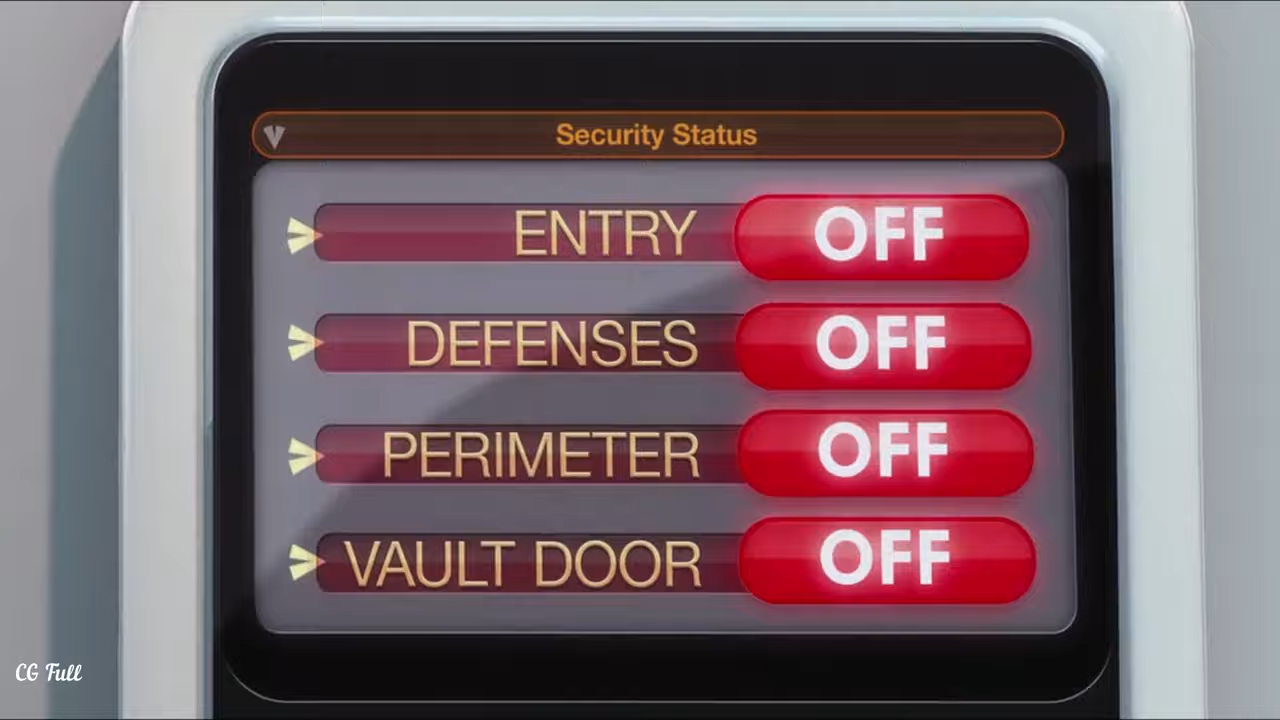 Security Status
ENTRY OFF
DEFENSES OFF
PERIMETER OFF
VAULT DOOR OFF
CG Full